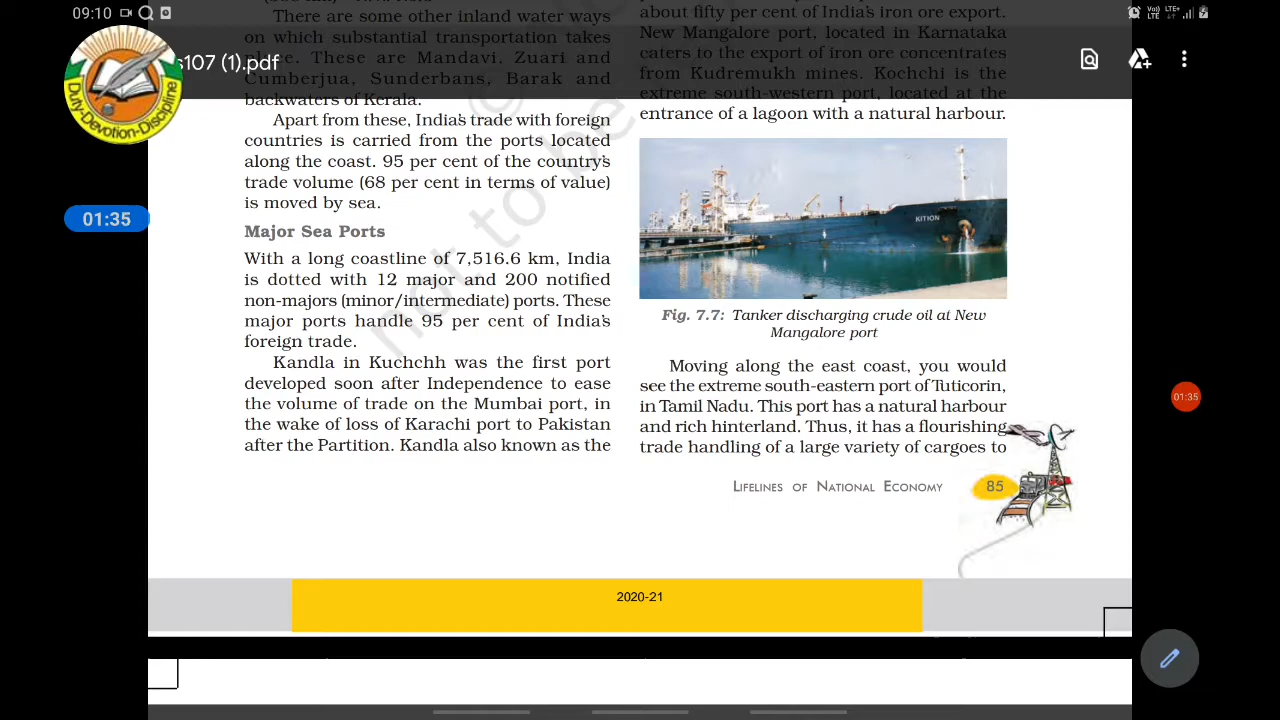 09:10
Vo) LTE LTE+
s107 (1).pdf
Duty-Devotion-Discipline
01:35
There are some other inland water ways
on which substantial transportation takes
place. These are Mandavi, Zuari and
Cumberjua, Sunderbans, Barak and
backwaters of Kerala.
Apart from these, India's trade with foreign
countries is carried from the ports located
along the coast. 95 per cent of the country's
trade volume (68 per cent in terms of value)
is moved by sea.
Major Sea Ports
With a long coastline of 7,516.6 km, India
is dotted with 12 major and 200 notified
non-majors (minor/intermediate) ports. These
major ports handle 95 per cent of India's
foreign trade.
Kandla in Kuchchh was the first port
developed soon after Independence to ease
the volume of trade on the Mumbai port, in
the wake of loss of Karachi port to Pakistan
after the Partition. Kandla also known as the
about fifty per cent of India's iron ore export.
New Mangalore port, located in Karnataka
caters to the export of iron ore concentrates
from Kudremukh mines. Kochchi is the
extreme south-western port, located at the
entrance of a lagoon with a natural harbour.
KITION
Fig. 7.7: Tanker discharging crude oil at New
Mangalore port
Moving along the east coast, you would
see the extreme south-eastern port of Tuticorin,
in Tamil Nadu. This port has a natural harbour
and rich hinterland. Thus, it has a flourishing
trade handling of a large variety of cargoes to
01:35
Lifelines of National Economy 85
2020-21
© not to be